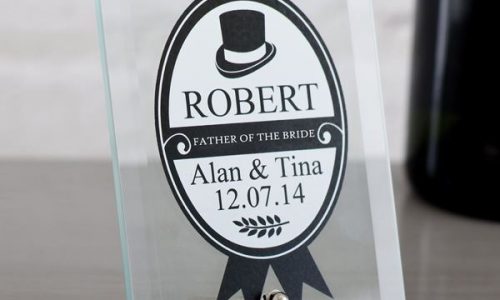 ROBERT
FATHER OF THE BRIDE
Alan & Tina
12.07.14